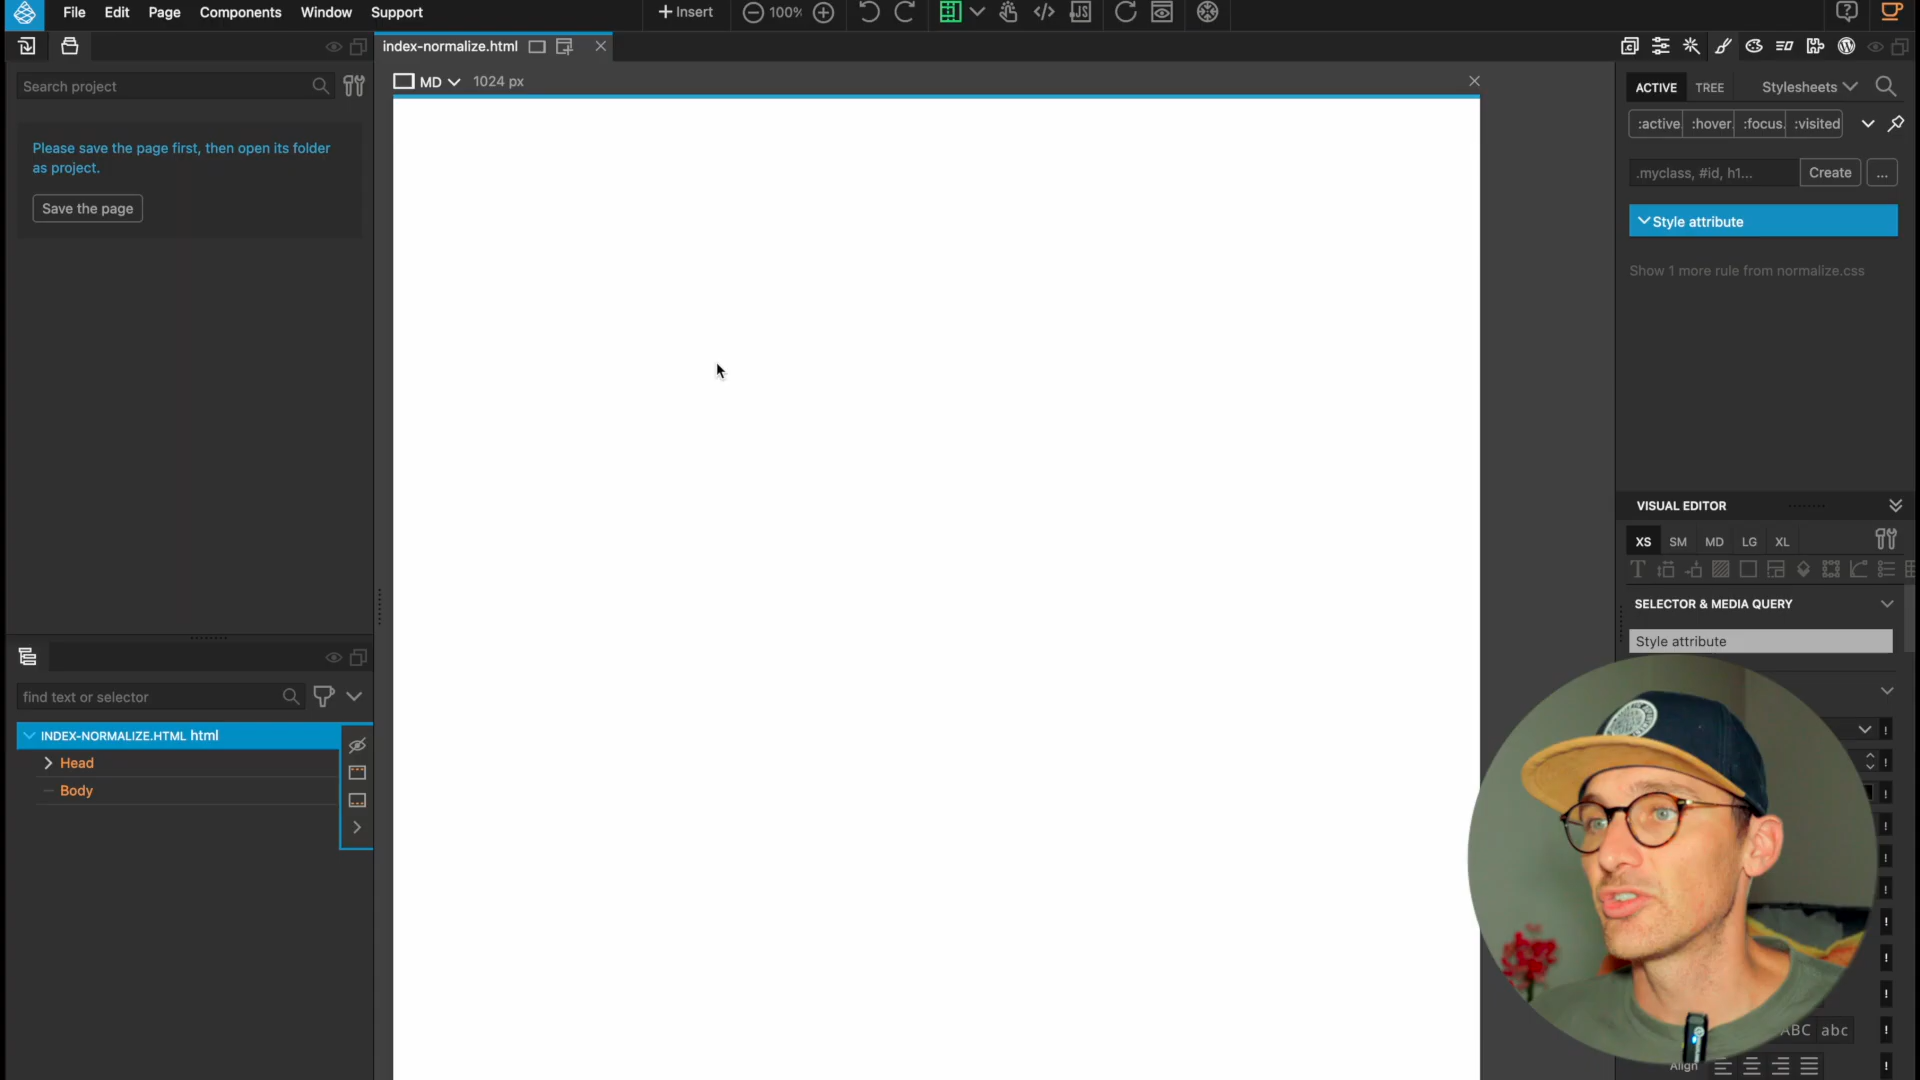 File Edit Page Components Window Support
Insert 100% JS
index-normalize.html
MD 1024 px
Search project
Please save the page first, then open its folder
as project.
Save the page
ACTIVE TREE Stylesheets
:active. :hover. :focus. :visited
.myclass, #id, h1... Create ...
Style attribute
Show 1 more rule from normalize.css
VISUAL EDITOR
XS SM MD LG XL
SELECTOR & MEDIA QUERY
Style attribute
find text or selector
INDEX-NORMALIZE.HTML html
Head
Body
ABC abc
Align